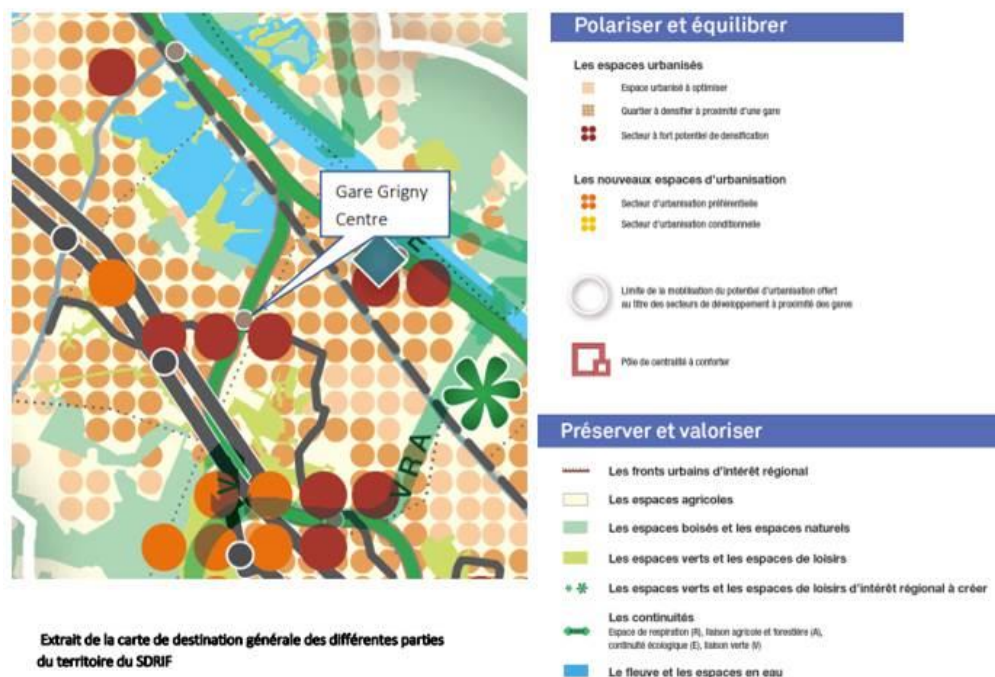 Gare Grigny
Centre
R
V
V R A
Extrait de la carte de destination générale des différentes parties
du territoire du SDRIF
Polariser et équilibrer
Les espaces urbanisés
Espace urbanisé à optimiser
Quartier à densifier à proximité d'une gare
Secteur à fort potentiel de densification
Les nouveaux espaces d'urbanisation
Secteur d'urbanisation préférentielle
Secteur d'urbanisation conditionnelle
Limite de la mobilisation du potentiel d'urbanisation offert
au titre des secteurs de développement à proximité des gares
Pôle de centralité à conforter
Préserver et valoriser
Les fronts urbains d'intérêt régional
Les espaces agricoles
Les espaces boisés et les espaces naturels
Les espaces verts et les espaces de loisirs
Les espaces verts et les espaces de loisirs d'intérêt régional à créer
Les continuités
Espace de respiration (R), liaison agricole et forestière (A),
continuité écologique (E), liaison verte (V)
Le fleuve et les espaces en eau